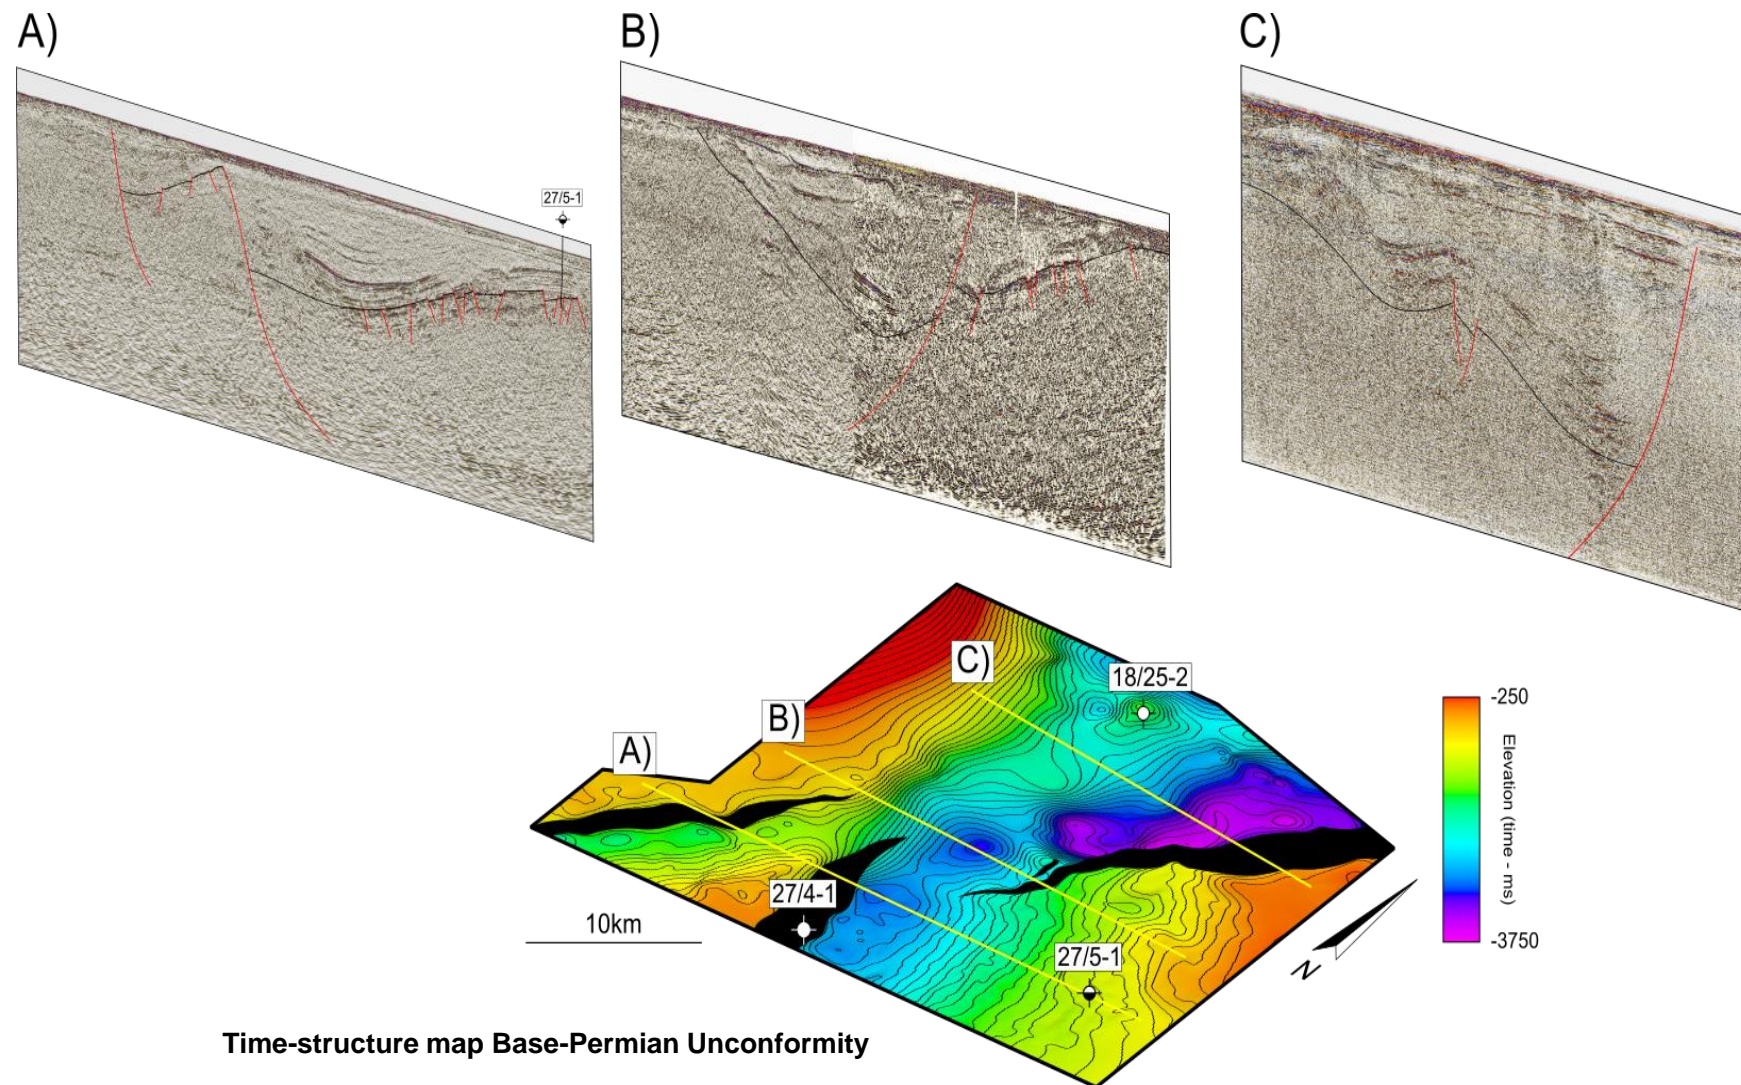 A)
B)
C)
27/5-1
C)
18/25-2
B)
A)
-250
Elevation (time - ms)
-3750
27/4-1
10km
27/5-1
N
Time-structure map Base-Permian Unconformity